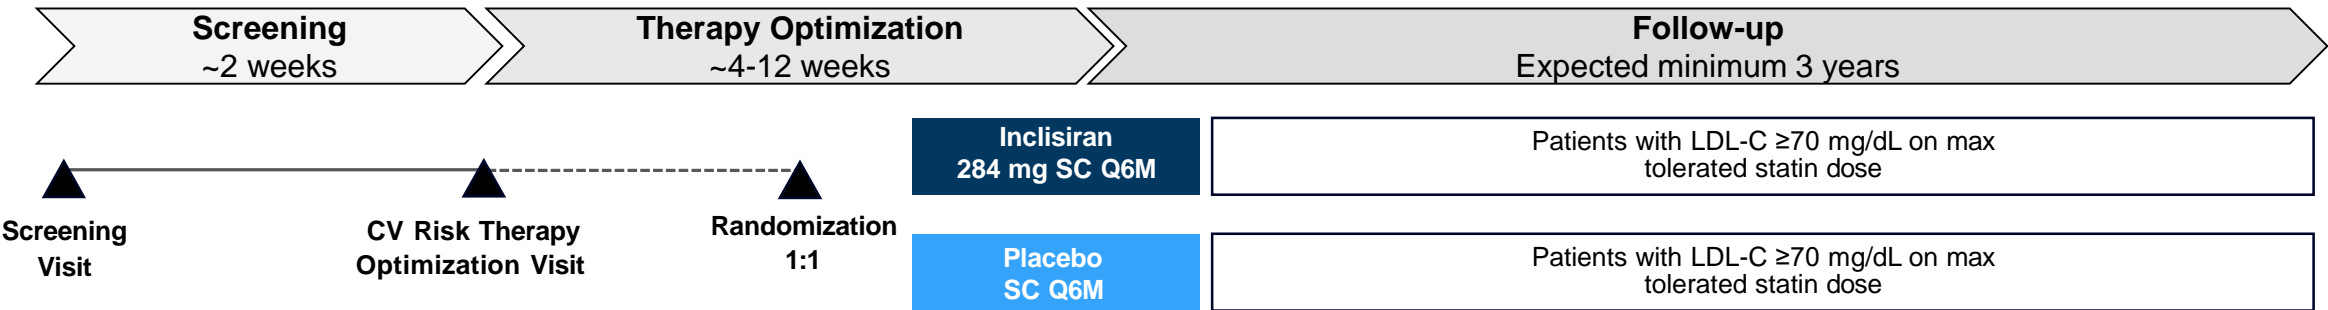 Screening
~2 weeks
Therapy Optimization
~4-12 weeks
Follow-up
Expected minimum 3 years
Screening
Visit
CV Risk Therapy
Optimization Visit
Randomization
1:1
Inclisiran
284 mg SC Q6M
Patients with LDL-C ≥70 mg/dL on max
tolerated statin dose
Placebo
SC Q6M
Patients with LDL-C ≥70 mg/dL on max
tolerated statin dose